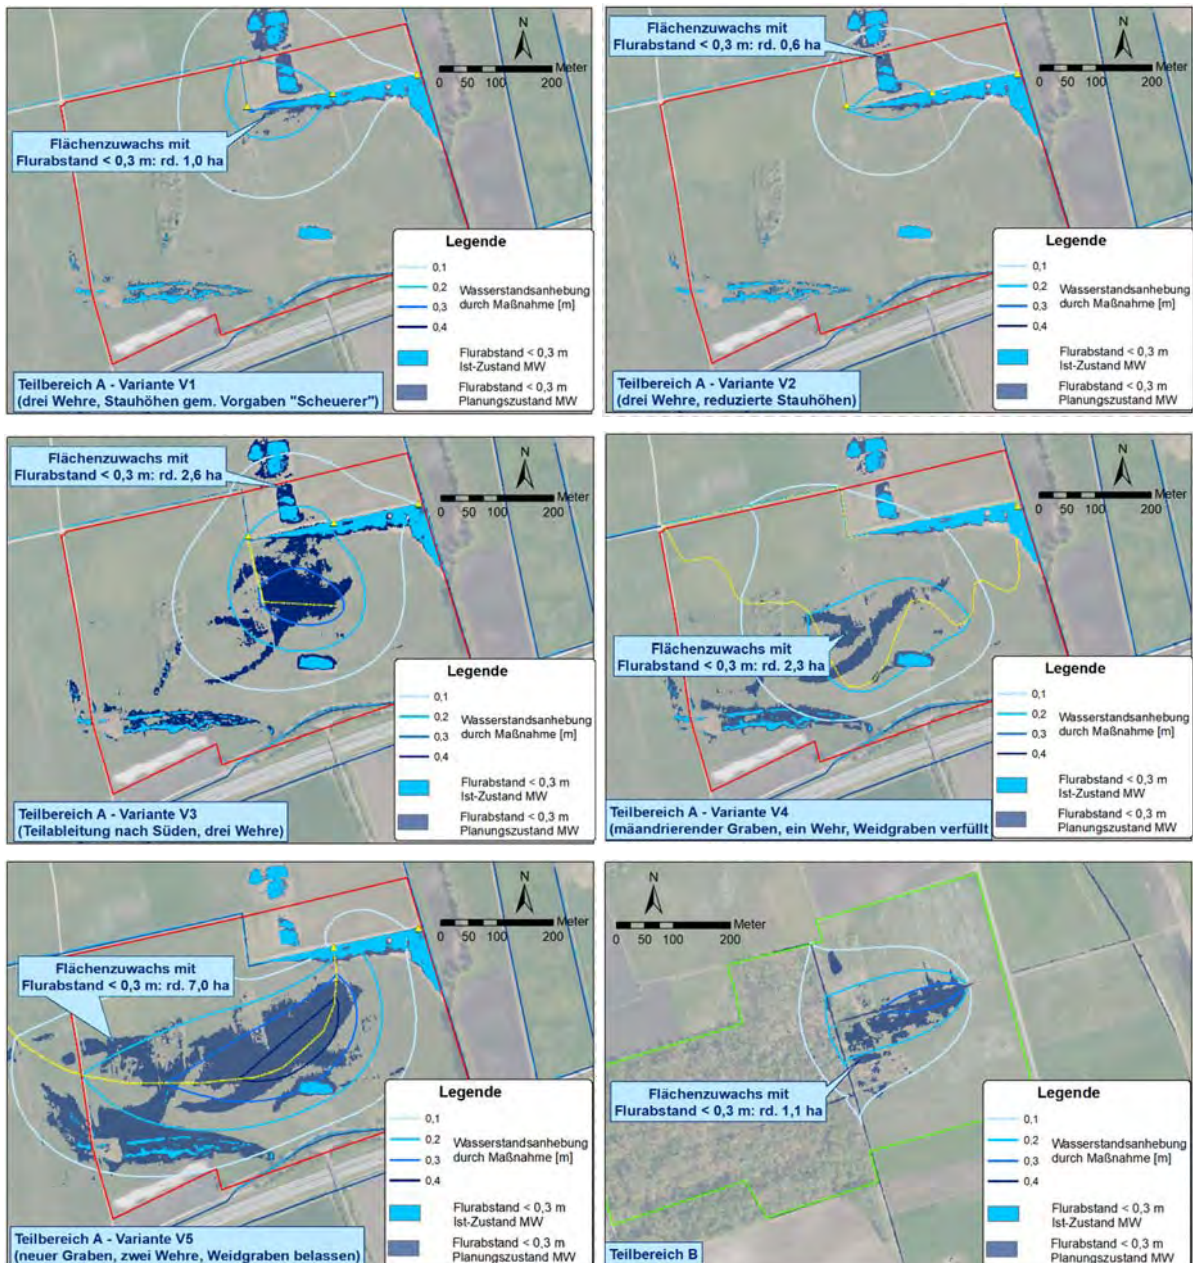 Flächenzuwachs mit
Flurabstand < 0,3 m: rd. 1,0 ha
N
Meter
0 50 100 200
Legende
0,1
0,2
0,3
0,4
Wasserstandsanhebung
durch Maßnahme [m]
Flurabstand < 0,3 m
Ist-Zustand MW
Flurabstand < 0,3 m
Planungszustand MW
Teilbereich A - Variante V1
(drei Wehre, Stauhöhen gem. Vorgaben "Scheuerer")
Flächenzuwachs mit
Flurabstand < 0,3 m: rd. 0,6 ha
N
Meter
0 50 100 200
Legende
0,1
0,2
0,3
0,4
Wasserstandsanhebung
durch Maßnahme [m]
Flurabstand < 0,3 m
Ist-Zustand MW
Flurabstand < 0,3 m
Planungszustand MW
Teilbereich A - Variante V2
(drei Wehre, reduzierte Stauhöhen)
Flächenzuwachs mit
Flurabstand < 0,3 m: rd. 2,6 ha
N
Meter
0 50 100 200
Legende
0,1
0,2
0,3
0,4
Wasserstandsanhebung
durch Maßnahme [m]
Flurabstand < 0,3 m
Ist-Zustand MW
Flurabstand < 0,3 m
Planungszustand MW
Teilbereich A - Variante V3
(Teilableitung nach Süden, drei Wehre)
N
Meter
0 50 100 200
Flächenzuwachs mit
Flurabstand < 0,3 m: rd. 2,3 ha
Legende
0,1
0,2
0,3
0,4
Wasserstandsanhebung
durch Maßnahme [m]
Flurabstand < 0,3 m
Ist-Zustand MW
Flurabstand < 0,3 m
Planungszustand MW
Teilbereich A - Variante V4
(mäandrierender Graben, ein Wehr, Weidgraben verfüllt
N
Meter
0 50 100 200
Flächenzuwachs mit
Flurabstand < 0,3 m: rd. 7,0 ha
Legende
0,1
0,2
0,3
0,4
Wasserstandsanhebung
durch Maßnahme [m]
Flurabstand < 0,3 m
Ist-Zustand MW
Flurabstand < 0,3 m
Planungszustand MW
Teilbereich A - Variante V5
(neuer Graben, zwei Wehre, Weidgraben belassen)
N
Meter
0 50 100 200
Flächenzuwachs mit
Flurabstand < 0,3 m: rd. 1,1 ha
Legende
0,1
0,2
0,3
0,4
Wasserstandsanhebung
durch Maßnahme [m]
Flurabstand < 0,3 m
Ist-Zustand MW
Flurabstand < 0,3 m
Planungszustand MW
Teilbereich B